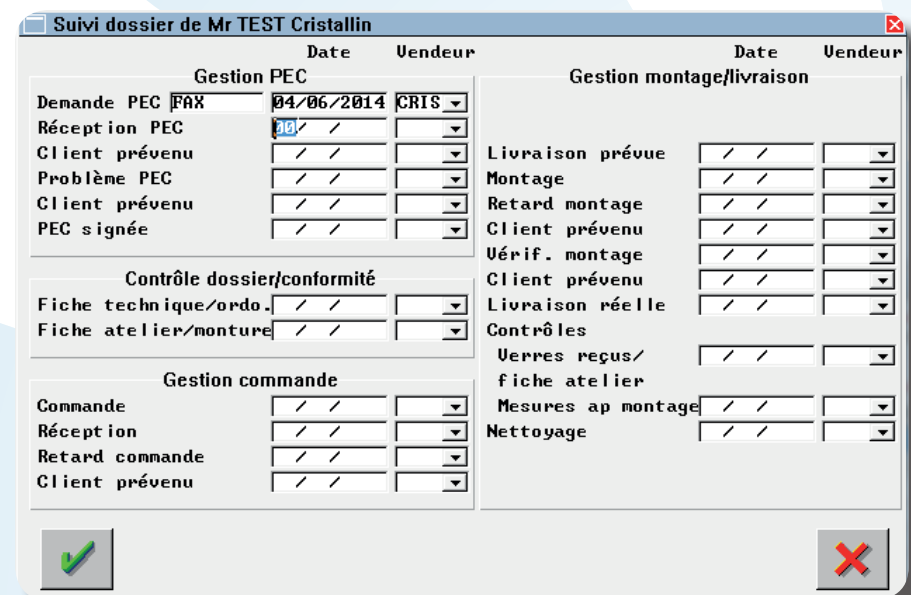 Suivi dossier de Mr TEST Cristallin
Date Vendeur
Gestion PEC
Demande PEC FAX 04/06/2014 CRIS
Réception PEC 00/ /
Client prévenu / /
Problème PEC / /
Client prévenu / /
PEC signée / /
Contrôle dossier/conformité
Fiche technique/ordo. / /
Fiche atelier/monture / /
Gestion commande
Commande / /
Réception / /
Retard commande / /
Client prévenu / /
Date Vendeur
Gestion montage/livraison
Livraison prévue / /
Montage / /
Retard montage / /
Client prévenu / /
Vérif. montage / /
Client prévenu / /
Livraison réelle / /
Contrôles
Verres reçus/ / /
fiche atelier
Mesures ap montage / /
Nettoyage / /